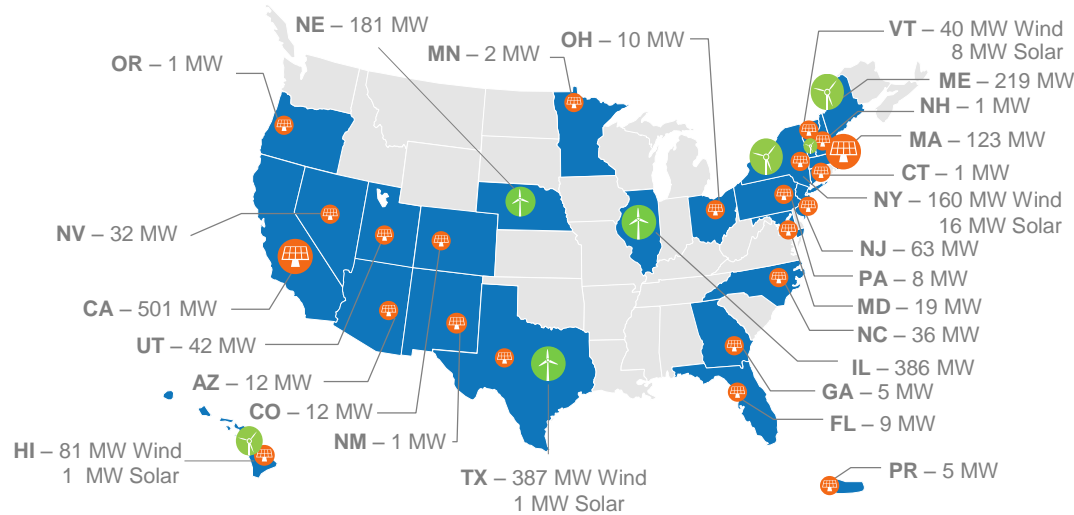 NE – 181 MW
MN – 2 MW
OH – 10 MW
VT – 40 MW Wind
8 MW Solar
OR – 1 MW
ME – 219 MW
NH – 1 MW
MA – 123 MW
CT – 1 MW
NY – 160 MW Wind
16 MW Solar
NV – 32 MW
NJ – 63 MW
PA – 8 MW
CA – 501 MW
MD – 19 MW
NC – 36 MW
UT – 42 MW
IL – 386 MW
AZ – 12 MW
GA – 5 MW
CO – 12 MW
FL – 9 MW
NM – 1 MW
HI – 81 MW Wind
1 MW Solar
TX – 387 MW Wind
1 MW Solar
PR – 5 MW